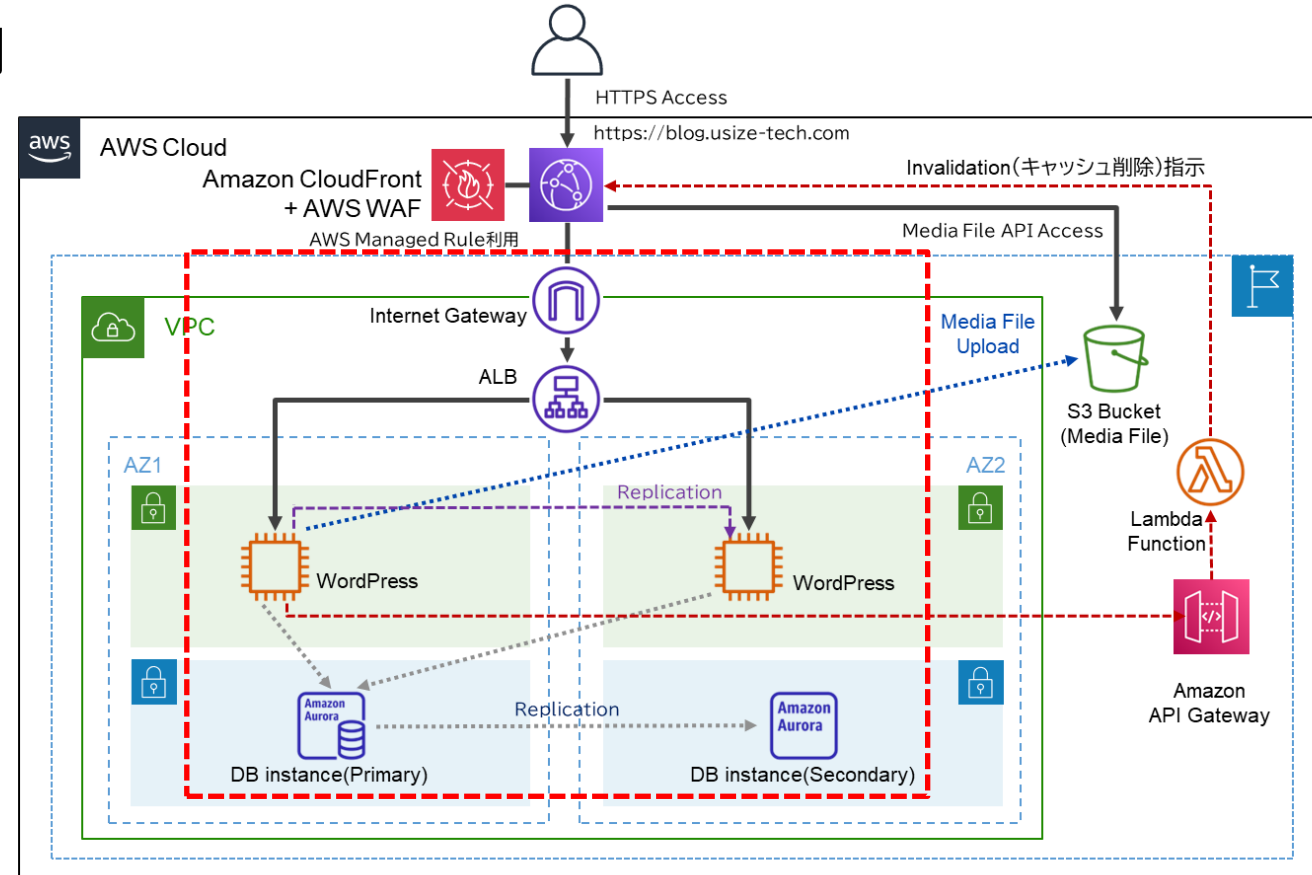 HTTPS Access
https://blog.usize-tech.com
aws
AWS Cloud
Amazon CloudFront
+ AWS WAF
AWS Managed Rule利用
Invalidation（キャッシュ削除）指示
Media File API Access
VPC
Internet Gateway
Media File
Upload
ALB
S3 Bucket
(Media File)
AZ1
AZ2
Replication
Lambda
Function
WordPress
WordPress
</>
Amazon
Aurora
Amazon
Aurora
Replication
Amazon
API Gateway
DB instance(Primary)
DB instance(Secondary)